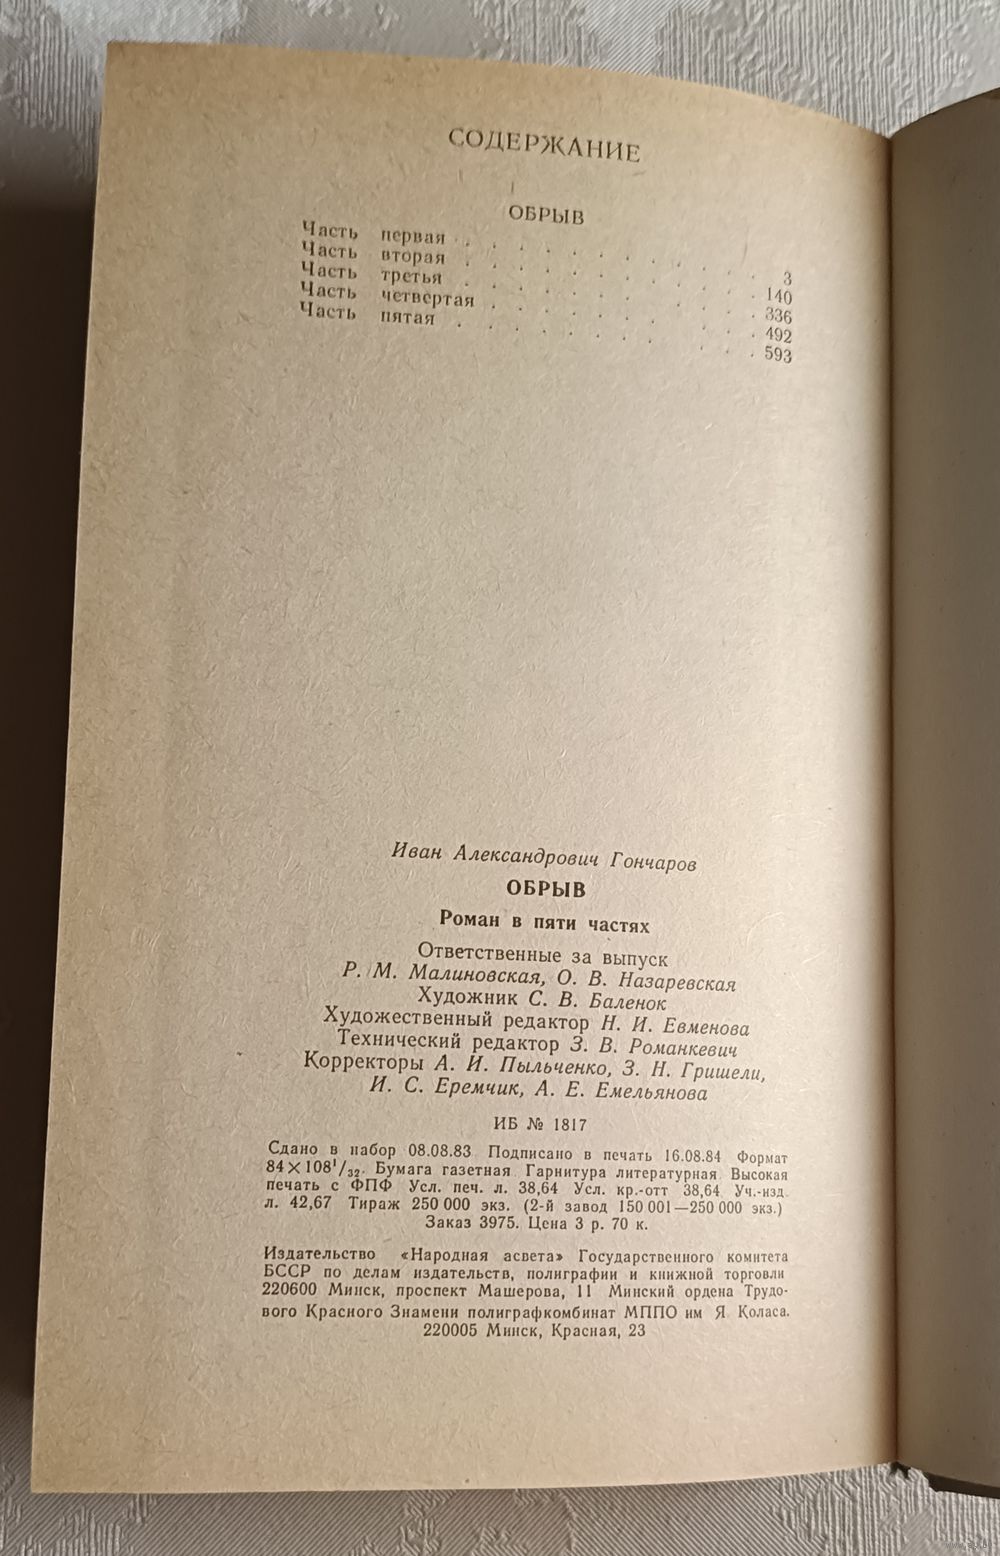 СОДЕРЖАНИЕ
ОБРЫВ
Часть первая . . . . . . . . . . . . 3
Часть вторая . . . . . . . . . . . . 140
Часть третья . . . . . . . . . . . . 336
Часть четвертая . . . . . . . . . . . 492
Часть пятая . . . . . . . . . . . . 593
Иван Александрович Гончаров
ОБРЫВ
Роман в пяти частях
Ответственные за выпуск
Р. М. Малиновская, О. В. Назаревская
Художник С. В. Баленок
Художественный редактор Н. И. Евменова
Технический редактор З. В. Романкевич
Корректоры А. И. Пыльченко, З. Н. Гришели,
И. С. Еремчик, А. Е. Емельянова
ИБ № 1817
Сдано в набор 08.08.83 Подписано в печать 16.08.84 Формат
84×108¹/₃₂. Бумага газетная Гарнитура литературная Высокая
печать с ФПФ Усл. печ. л. 38,64 Усл. кр.-отт 38,64 Уч.-изд.
л. 42,67 Тираж 250 000 экз. (2-й завод 150 001—250 000 экз.)
Заказ 3975. Цена 3 р. 70 к.
Издательство «Народная асвета» Государственного комитета
БССР по делам издательств, полиграфии и книжной торговли
220600 Минск, проспект Машерова, 11 Минский ордена Трудо-
вого Красного Знамени полиграфкомбинат МППО им Я Коласа.
220005 Минск, Красная, 23